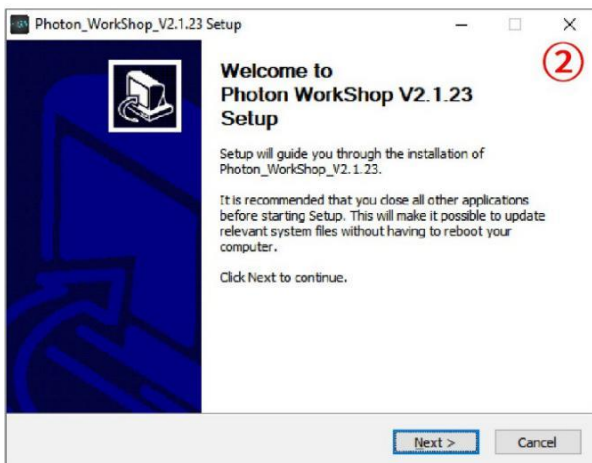 Photon_WorkShop_V2.1.23 Setup
②
Welcome to
Photon WorkShop V2.1.23
Setup
Setup will guide you through the installation of
Photon_WorkShop_V2.1.23.
It is recommended that you close all other applications
before starting Setup. This will make it possible to update
relevant system files without having to reboot your
computer.
Click Next to continue.
Next >
Cancel